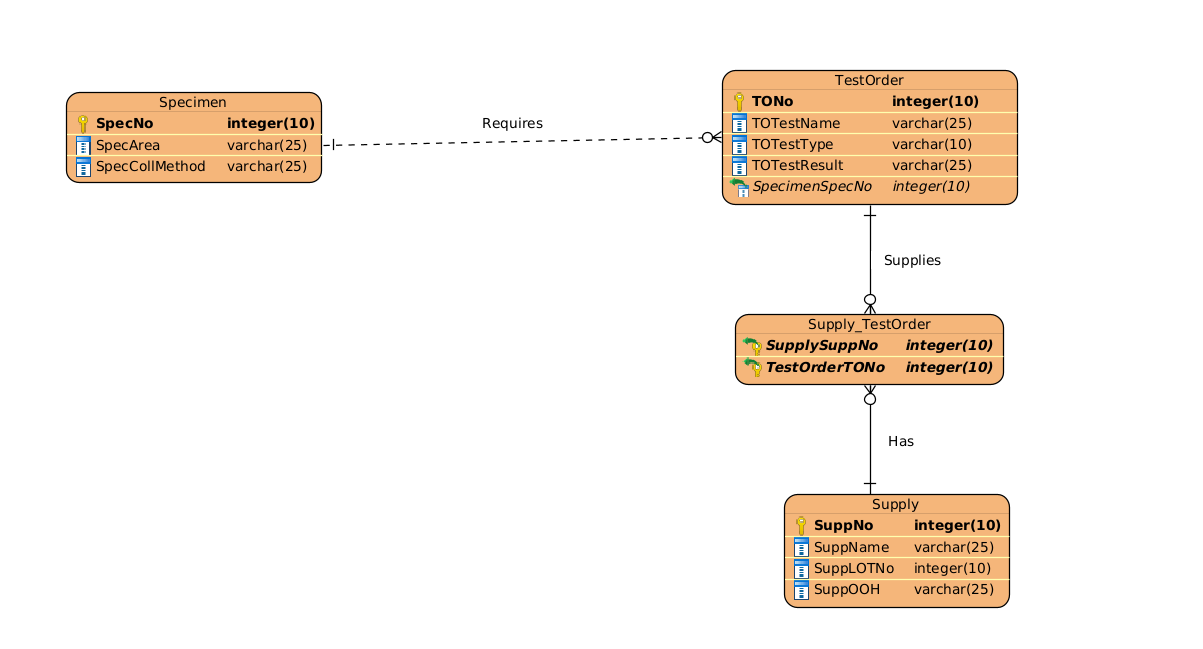 Specimen
SpecNo integer(10)
SpecArea varchar(25)
SpecCollMethod varchar(25)
Requires
TestOrder
TONo integer(10)
TOTestName varchar(25)
TOTestType varchar(10)
TOTestResult varchar(25)
SpecimenSpecNo integer(10)
Supplies
Supply_TestOrder
SupplySuppNo integer(10)
TestOrderTONo integer(10)
Has
Supply
SuppNo integer(10)
SuppName varchar(25)
SuppLOTNo integer(10)
SuppOOH varchar(25)